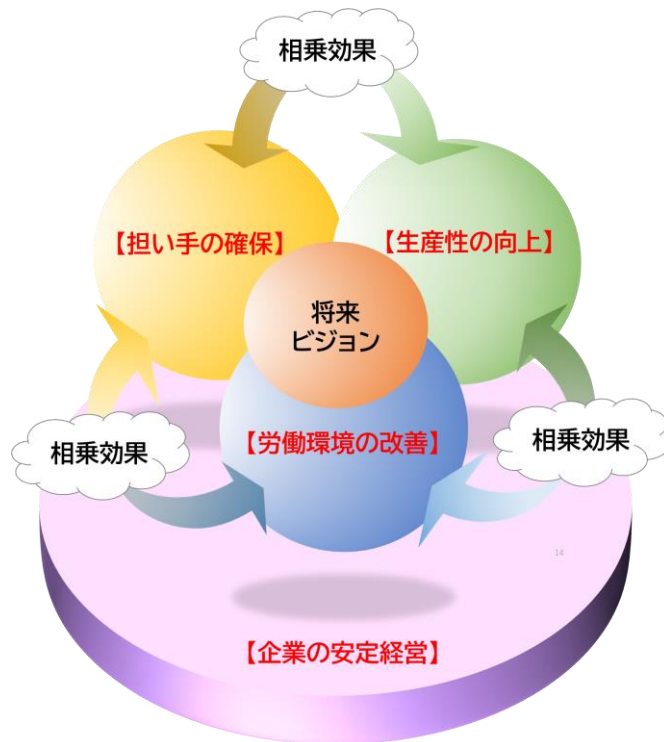 相乗効果
【担い手の確保】
【生産性の向上】
将来
ビジョン
相乗効果
【労働環境の改善】
相乗効果
14
【企業の安定経営】